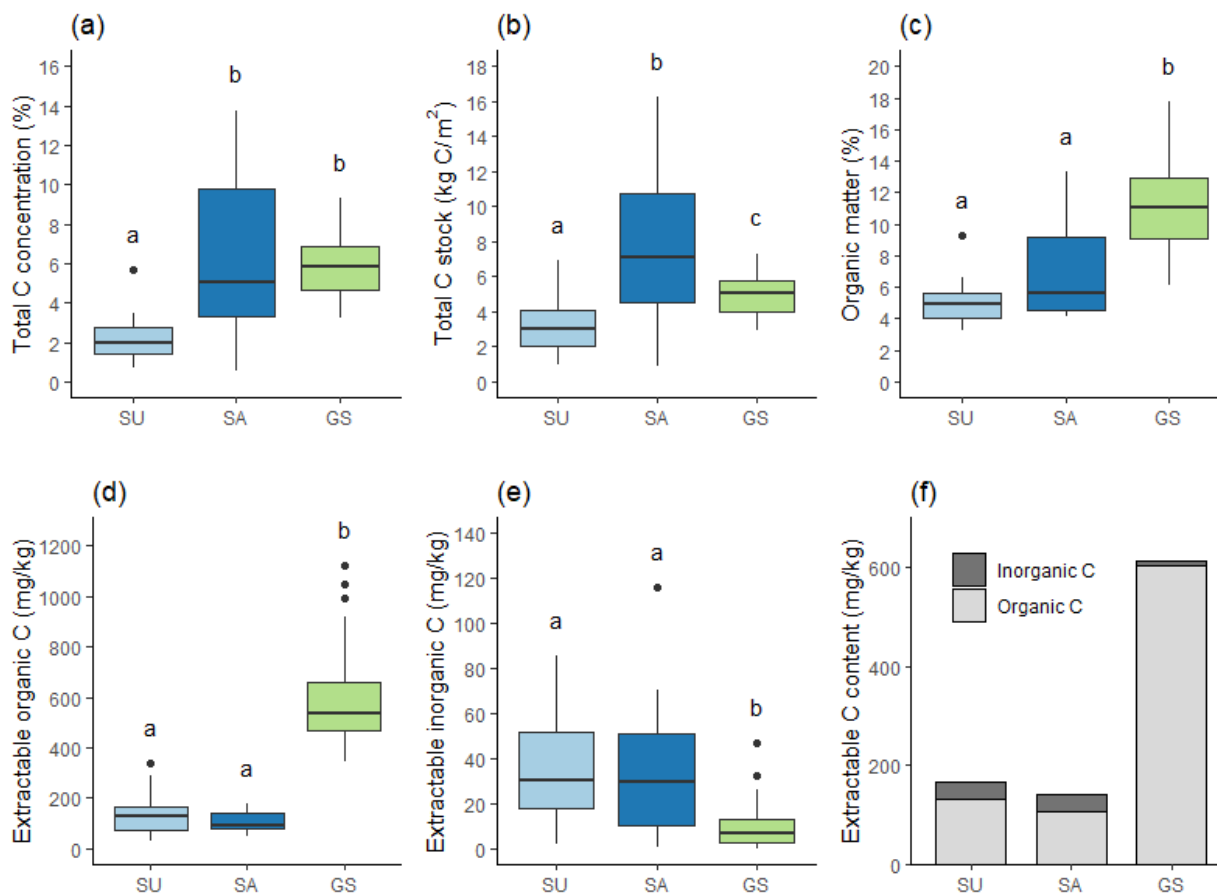 (a)
Total C concentration (%)
16
14
12
10
8
6
4
2
0
a
b
b
SU SA GS
(b)
Total C stock (kg C/m²)
18
16
14
12
10
8
6
4
2
0
a
b
c
SU SA GS
(c)
Organic matter (%)
20
18
16
14
12
10
8
6
4
2
0
a
a
b
SU SA GS
(d)
Extractable organic C (mg/kg)
1200
1000
800
600
400
200
0
a
a
b
SU SA GS
(e)
Extractable inorganic C (mg/kg)
140
120
100
80
60
40
20
0
a
a
b
SU SA GS
(f)
Extractable C content (mg/kg)
600
400
200
0
Inorganic C
Organic C
SU SA GS